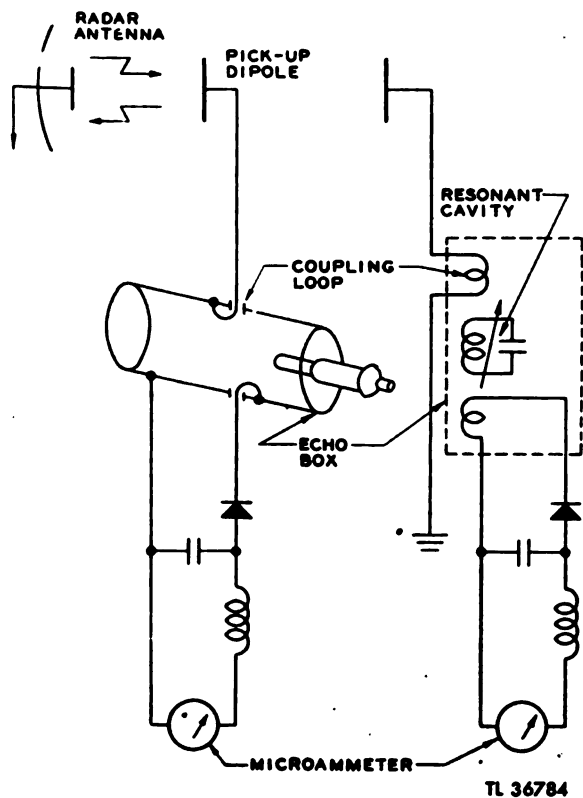 RADAR
ANTENNA
PICK-UP
DIPOLE
RESONANT
CAVITY
COUPLING
LOOP
ECHO
BOX
MICROAMMETER
TL 36784